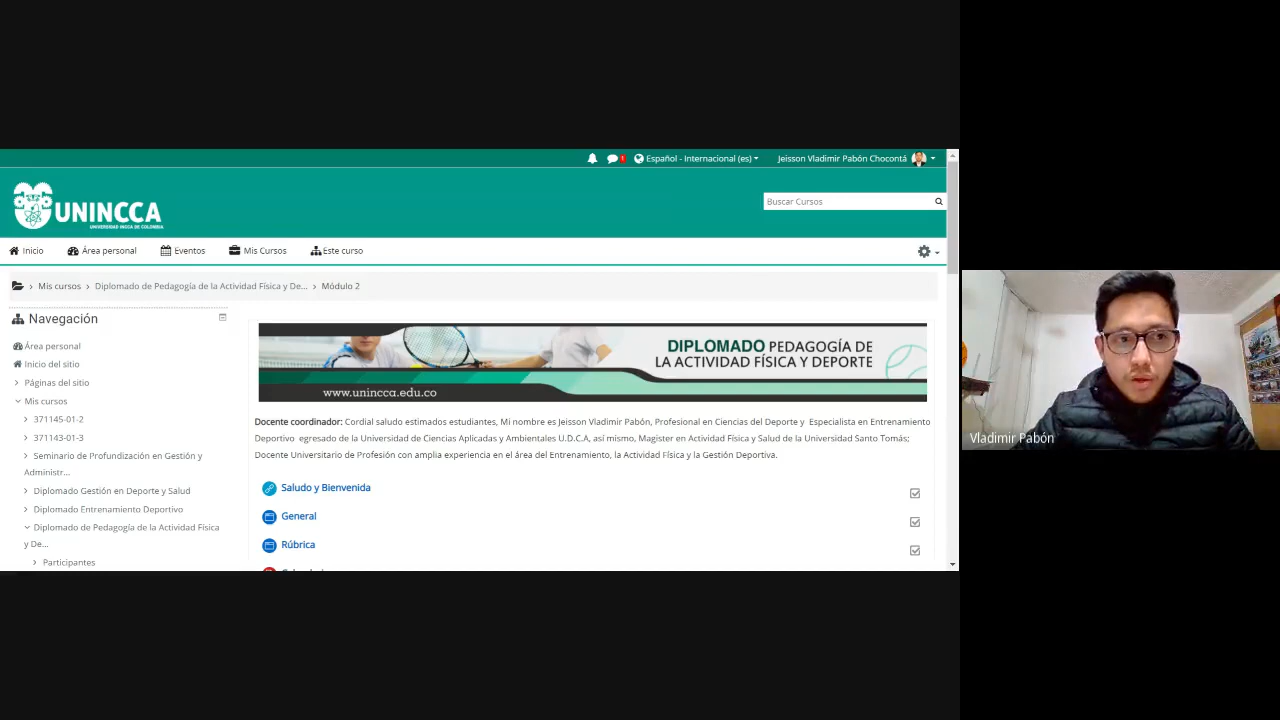 Español - Internacional (es)
Jeisson Vladimir Pabón Chocontá
UNINCCA
UNIVERSIDAD INCCA DE COLOMBIA
Buscar Cursos
Inicio
Área personal
Eventos
Mis Cursos
Este curso
Mis cursos › Diplomado de Pedagogía de la Actividad Física y De... › Módulo 2
Navegación
Área personal
Inicio del sitio
Páginas del sitio
Mis cursos
371145-01-2
371143-01-3
Seminario de Profundización en Gestión y
Administr...
Diplomado Gestión en Deporte y Salud
Diplomado Entrenamiento Deportivo
Diplomado de Pedagogía de la Actividad Física
y De...
Participantes
DIPLOMADO PEDAGOGÍA DE
LA ACTIVIDAD FÍSICA Y DEPORTE
www.unincca.edu.co
Docente coordinador: Cordial saludo estimados estudiantes, Mi nombre es Jeisson Vladimir Pabón, Profesional en Ciencias del Deporte y Especialista en Entrenamiento
Deportivo egresado de la Universidad de Ciencias Aplicadas y Ambientales U.D.C.A, así mismo, Magister en Actividad Física y Salud de la Universidad Santo Tomás;
Docente Universitario de Profesión con amplia experiencia en el área del Entrenamiento, la Actividad Física y la Gestión Deportiva.
Saludo y Bienvenida
General
Rúbrica
Vladimir Pabón